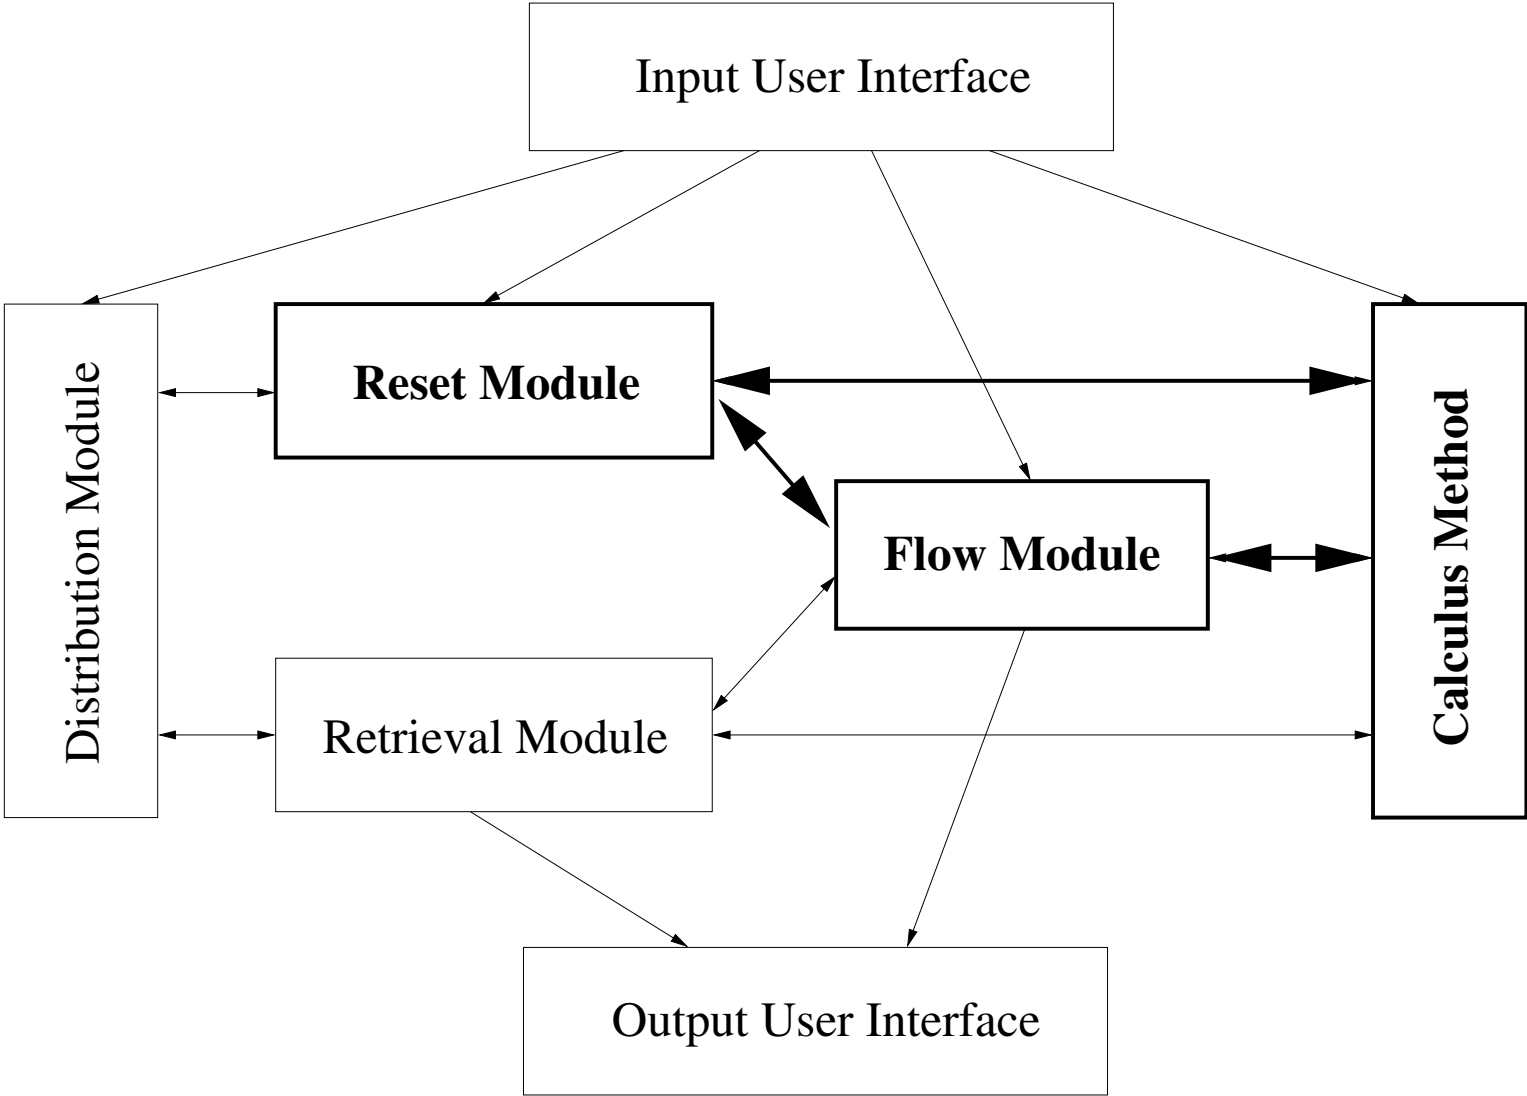 Input User Interface
Distribution Module
Reset Module
Flow Module
Calculus Method
Retrieval Module
Output User Interface